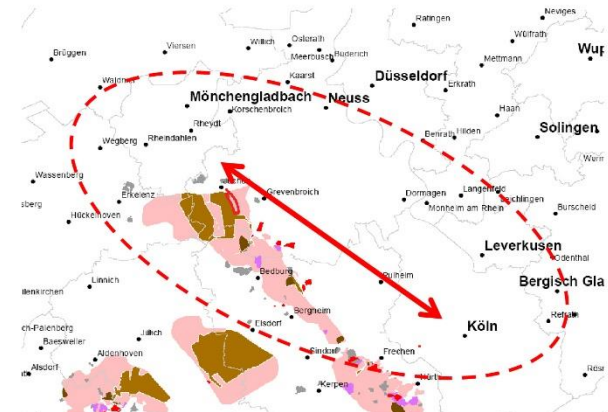 Neviges
Ratingen
Wülfrath
Brüggen
Viersen
Willich
Osterath
Meerbusch
Büderich
Mettmann
Wup
Kaarst
Düsseldorf
Erkrath
Mönchengladbach
Neuss
Korschenbroich
Haan
Rheydt
Benrath
Hilden
Solingen
Wegberg
Rheindahlen
Wassenberg
Grevenbroich
Dormagen
Langenfeld
Leichlingen
Erkelenz
Monheim am Rhein
Burscheid
Hückelhoven
Leverkusen
Odenthal
Linnich
Bedburg
Pulheim
Bergisch Gla
Bergheim
Köln
Elsdorf
Jülich
Baesweiler
Aldenhoven
Sindorf
Frechen
Alsdorf
Kerpen